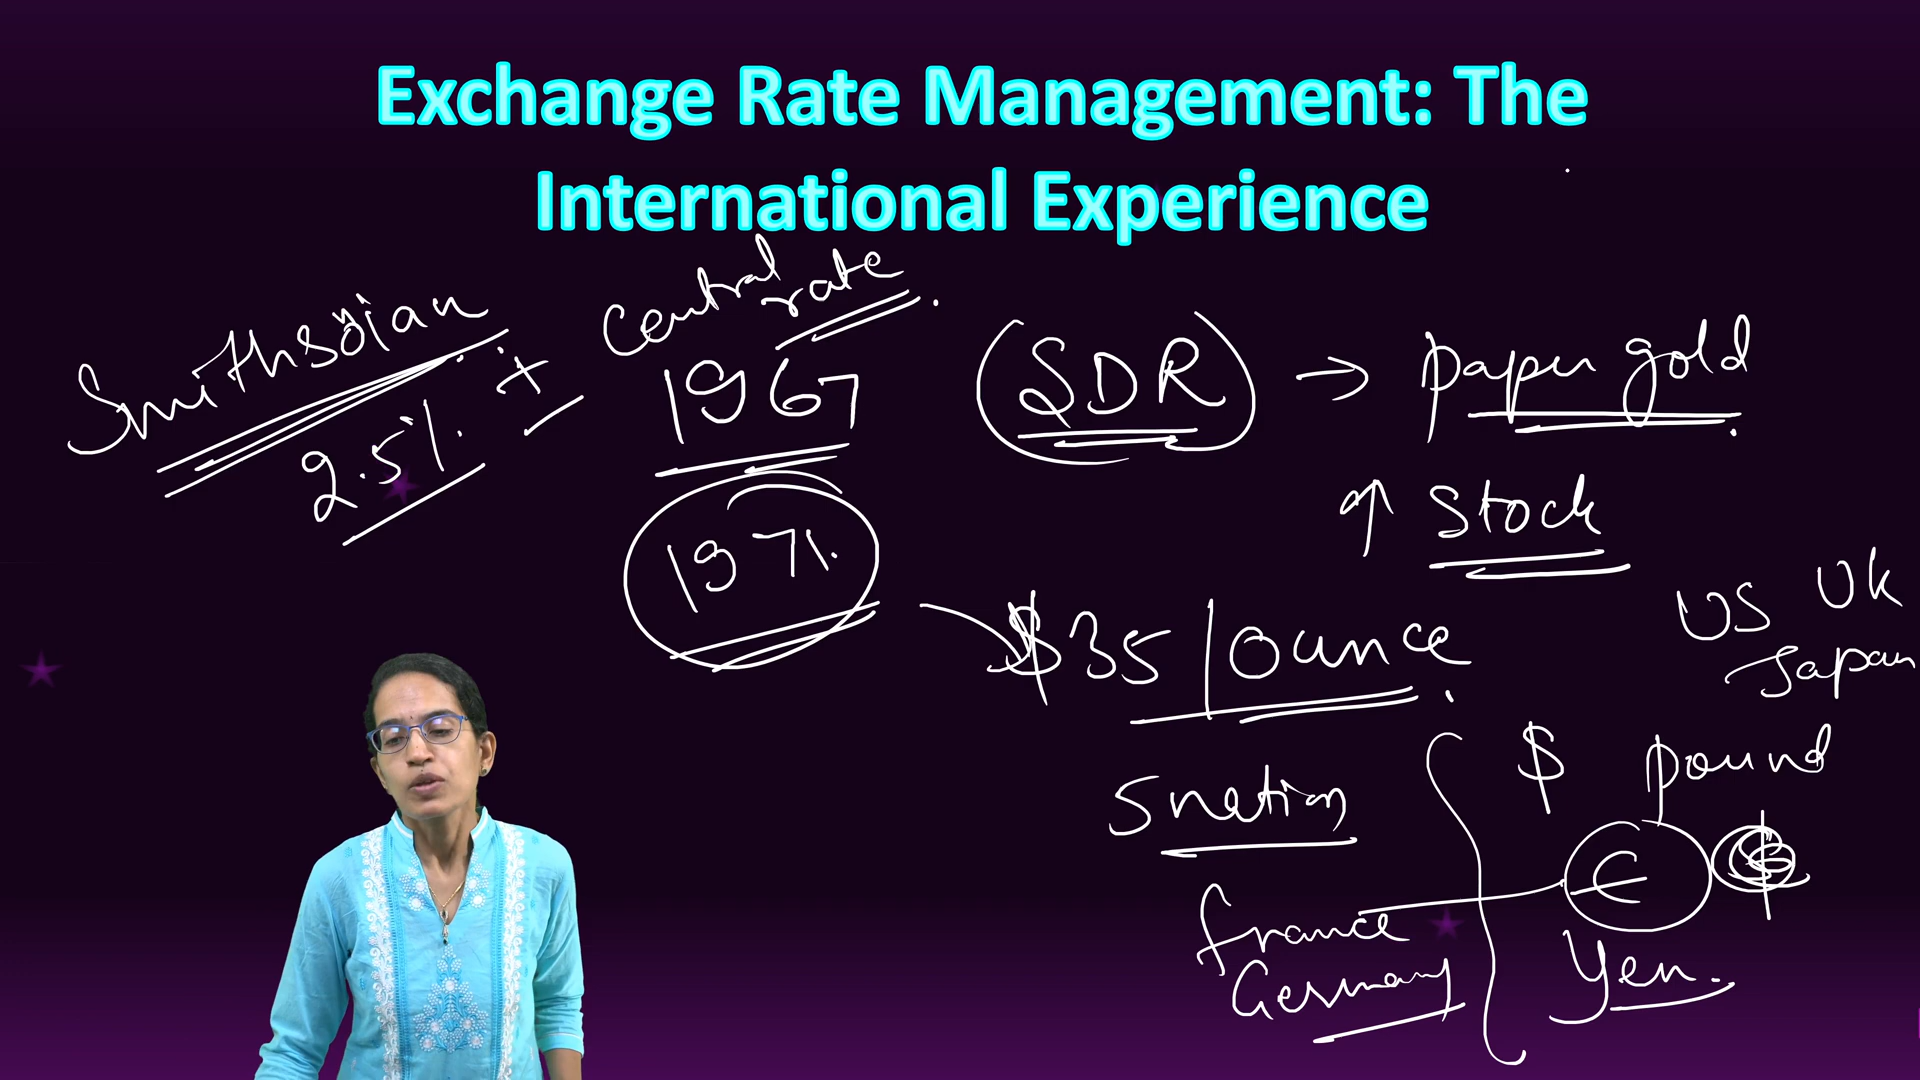 Exchange Rate Management: The
International Experience
Smithsonian
2.5% ±
Central
rate
1967
(SDR) → paper gold
↑ stock
1971
$35/ounce
US UK
Japan
5 nation
$ pound
€
France
Germany
Yen.